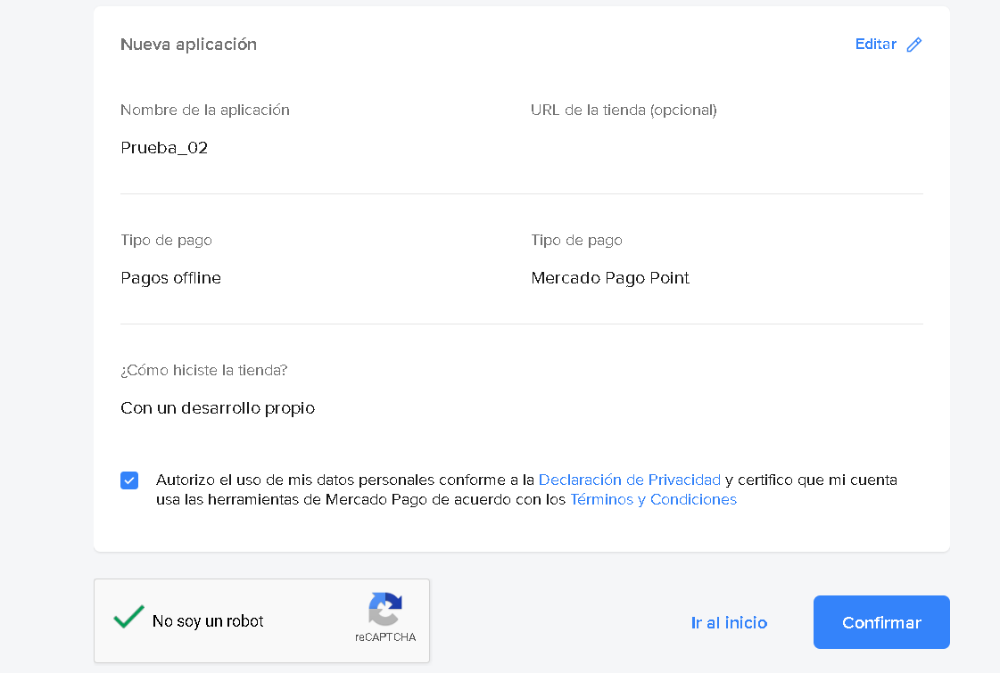 Nueva aplicación
Editar
Nombre de la aplicación
URL de la tienda (opcional)
Prueba_02
Tipo de pago
Tipo de pago
Pagos offline
Mercado Pago Point
¿Cómo hiciste la tienda?
Con un desarrollo propio
Autorizo el uso de mis datos personales conforme a la Declaración de Privacidad y certifico que mi cuenta
usa las herramientas de Mercado Pago de acuerdo con los Términos y Condiciones
No soy un robot
reCAPTCHA
Ir al inicio
Confirmar